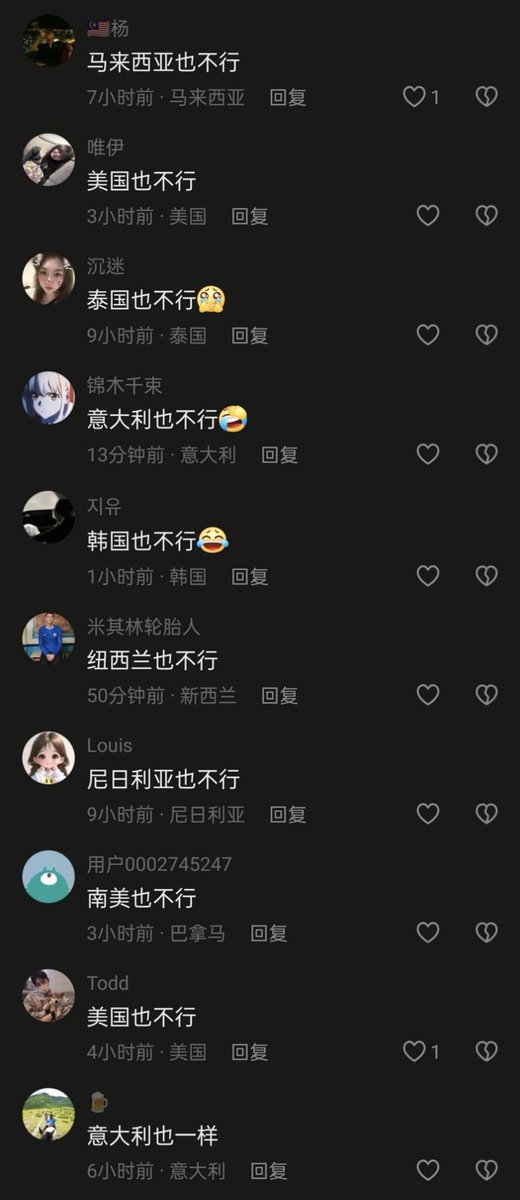 🇲🇾杨
马来西亚也不行
7小时前 · 马来西亚 回复 1
唯伊
美国也不行
3小时前 · 美国 回复
沉迷
泰国也不行🥹
9小时前 · 泰国 回复
锦木千束
意大利也不行🤣
13分钟前 · 意大利 回复
지유
韩国也不行😂
1小时前 · 韩国 回复
米其林轮胎人
纽西兰也不行
50分钟前 · 新西兰 回复
Louis
尼日利亚也不行
9小时前 · 尼日利亚 回复
用户0002745247
南美也不行
3小时前 · 巴拿马 回复
Todd
美国也不行
4小时前 · 美国 回复 1
🍺
意大利也一样
6小时前 · 意大利 回复